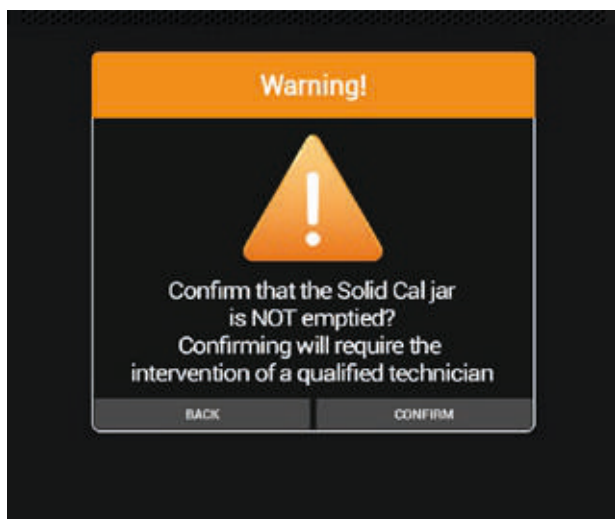 Warning!
Confirm that the Solid Cal jar
is NOT emptied?
Confirming will require the
intervention of a qualified technician
BACK
CONFIRM